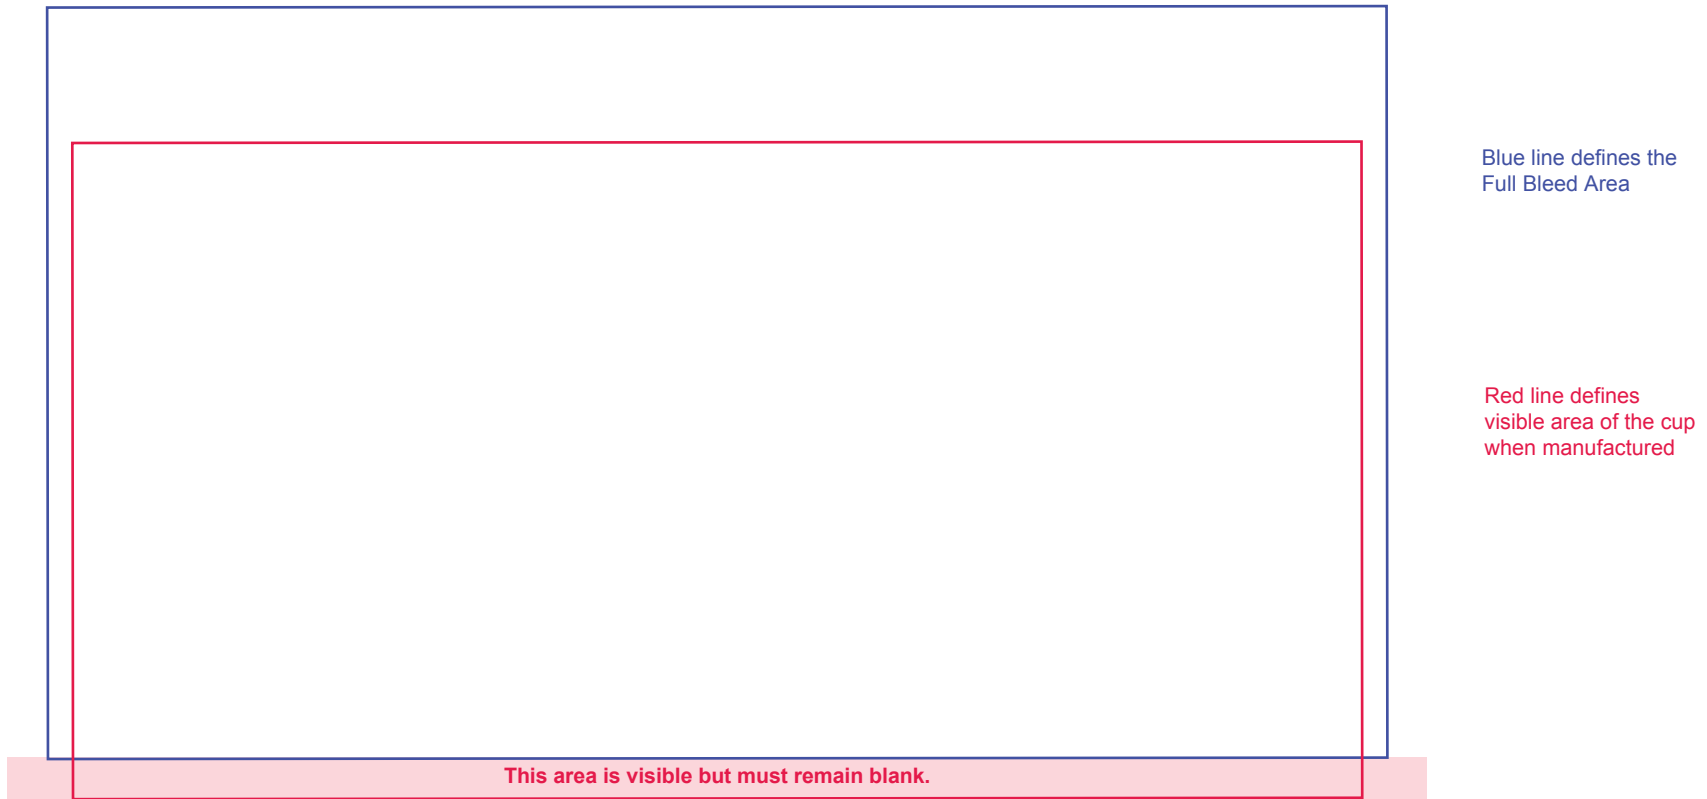 Blue line defines the
Full Bleed Area
Red line defines
visible area of the cup
when manufactured
This area is visible but must remain blank.